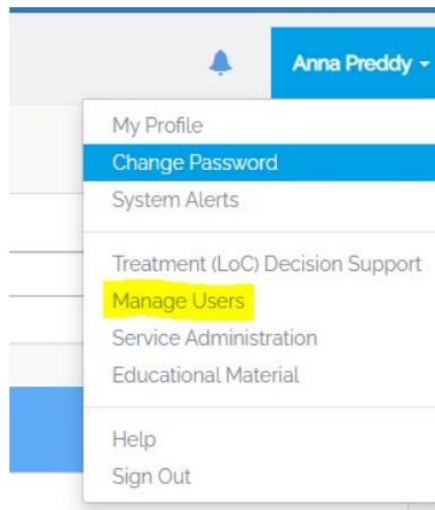 Anna Preddy
My Profile
Change Password
System Alerts
Treatment (LoC) Decision Support
Manage Users
Service Administration
Educational Material
Help
Sign Out